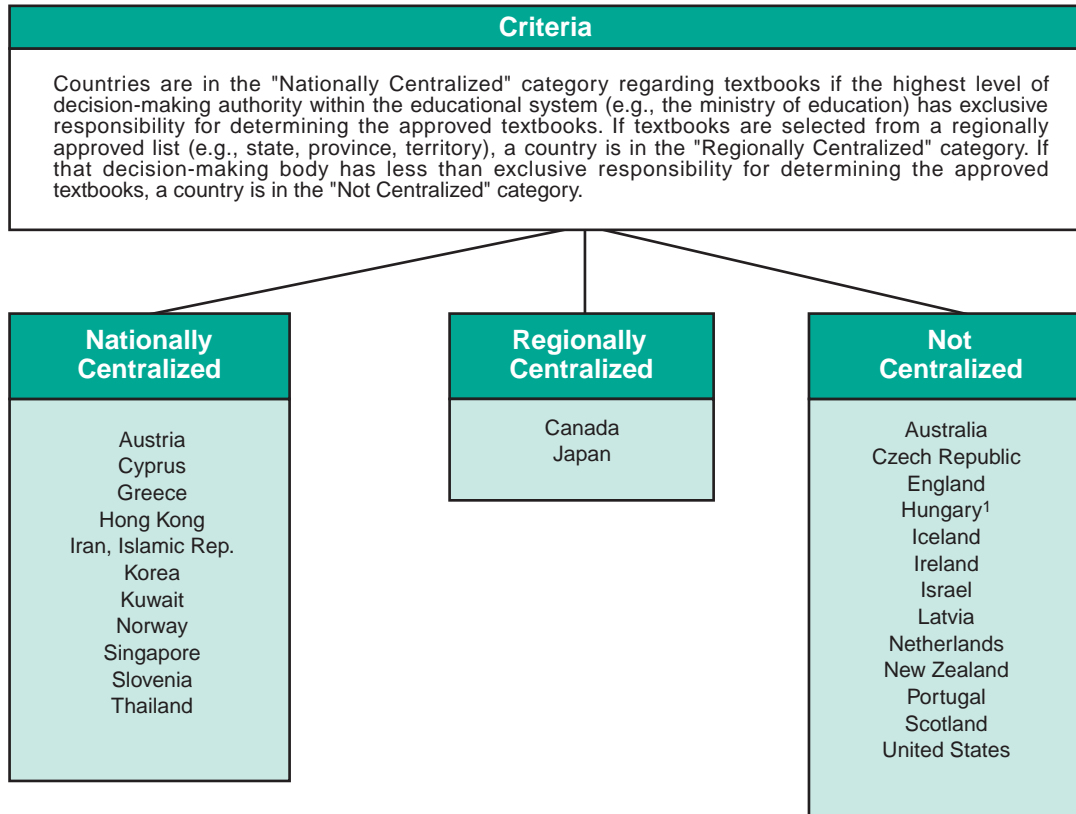 Criteria
Countries are in the "Nationally Centralized" category regarding textbooks if the highest level of
decision-making authority within the educational system (e.g., the ministry of education) has exclusive
responsibility for determining the approved textbooks. If textbooks are selected from a regionally
approved list (e.g., state, province, territory), a country is in the "Regionally Centralized" category. If
that decision-making body has less than exclusive responsibility for determining the approved
textbooks, a country is in the "Not Centralized" category.
Nationally
Centralized
Austria
Cyprus
Greece
Hong Kong
Iran, Islamic Rep.
Korea
Kuwait
Norway
Singapore
Slovenia
Thailand
Regionally
Centralized
Canada
Japan
Not
Centralized
Australia
Czech Republic
England
Hungary¹
Iceland
Ireland
Israel
Latvia
Netherlands
New Zealand
Portugal
Scotland
United States